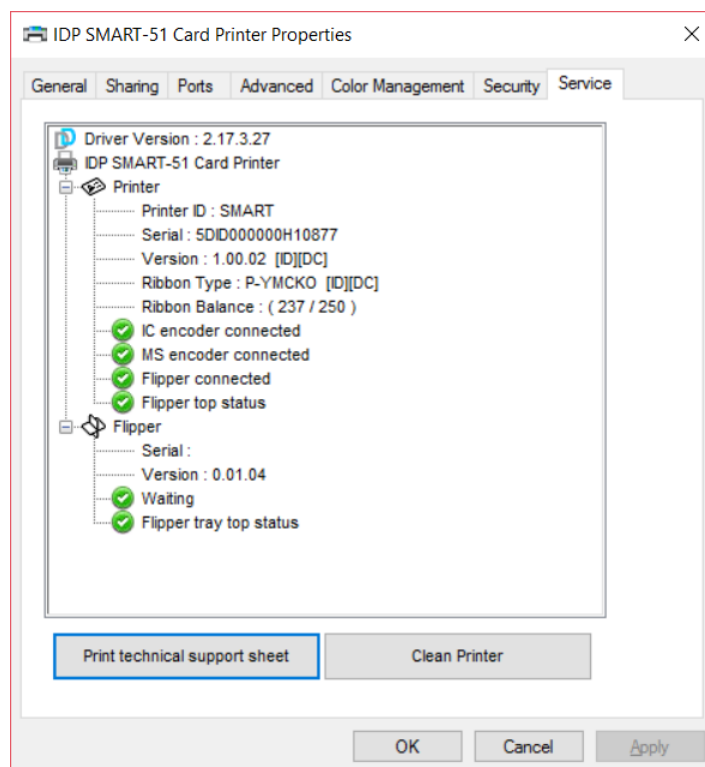 IDP SMART-51 Card Printer Properties
General Sharing Ports Advanced Color Management Security Service
Driver Version : 2.17.3.27
IDP SMART-51 Card Printer
Printer
Printer ID : SMART
Serial : 5DID000000H10877
Version : 1.00.02 [ID][DC]
Ribbon Type : P-YMCKO [ID][DC]
Ribbon Balance : ( 237 / 250 )
IC encoder connected
MS encoder connected
Flipper connected
Flipper top status
Flipper
Serial :
Version : 0.01.04
Waiting
Flipper tray top status
Print technical support sheet Clean Printer
OK Cancel Apply